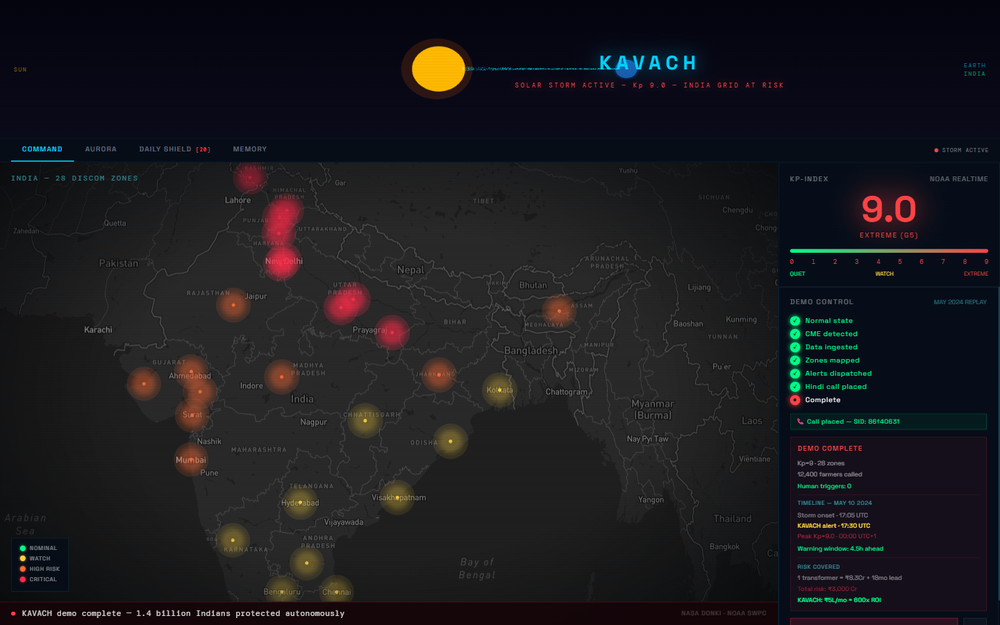 SUN
KAVACH
SOLAR STORM ACTIVE — Kp 9.0 — INDIA GRID AT RISK
EARTH
INDIA
COMMAND
AURORA
DAILY SHIELD [20]
MEMORY
STORM ACTIVE
INDIA — 28 DISCOM ZONES
KASHMIR
Gar
Yushu
HIMACHAL
PRADESH
Lahore
TIBET
SICHUAN
Chengdu
Quetta
PUNJAB
UTTARAKHAND
Zahedan
HARYANA
New Delhi
Pakistan
Nepal
ARUNACHAL
PRADESH
UTTAR
PRADESH
SIKKIM
Bhutan
Lijiang
RAJASTHAN
Jaipur
ASSAM
Karachi
Prayagraj
BIHAR
MEGHALAYA
Baoshan
Kunming
YUNNAN
Bangladesh
MANIPUR
GUJARAT
Ahmedabad
MADHYA
PRADESH
Indore
JHARKHAND
MIZORAM
Pu'er
Kolkata
Chattogram
India
Myanmar
(Burma)
Surat
CHHATTISGARH
Nagpur
Laos
Nashik
ODISHA
Nay Pyi Taw
MAHARASHTRA
Mumbai
Vientiane
Pune
TELANGANA
Hyderabad
Visakhapatnam
Yangon
Arabian
Sea
Vijayawada
Thailand
GOA
KARNATAKA
ANDHRA
PRADESH
Bangkok
Bay of
Bengal
Bengaluru
Chennai
NOMINAL
WATCH
HIGH RISK
CRITICAL
KAVACH demo complete — 1.4 billion Indians protected autonomously
NASA DONKI · NOAA SWPC
KP-INDEX
NOAA REALTIME
9.0
EXTREME (G5)
0 1 2 3 4 5 6 7 8 9
QUIET WATCH EXTREME
DEMO CONTROL
MAY 2024 REPLAY
Normal state
CME detected
Data ingested
Zones mapped
Alerts dispatched
Hindi call placed
Complete
Call placed — SID: 86f40631
DEMO COMPLETE
Kp=9 · 28 zones
12,400 farmers called
Human triggers: 0
TIMELINE — MAY 10 2024
Storm onset · 17:05 UTC
KAVACH alert · 17:30 UTC
Peak Kp=9.0 · 00:00 UTC+1
Warning window: 4.5h ahead
RISK COVERED
1 transformer = ₹8.3Cr + 18mo lead
Total risk: ₹3,000 Cr
KAVACH: ₹5L/mo = 600x ROI